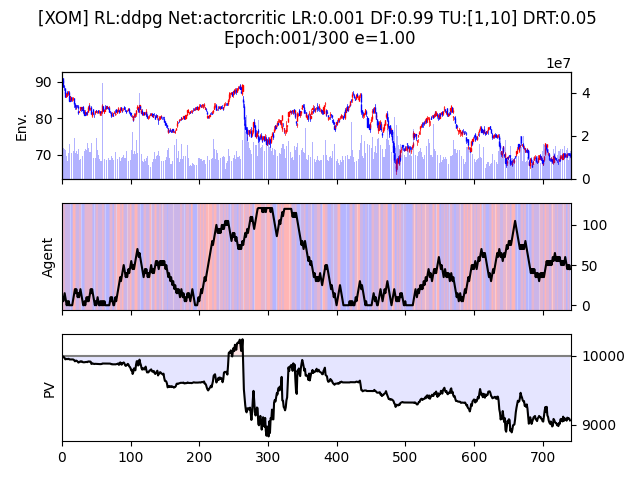 [XOM] RL:ddpg Net:actorcritic LR:0.001 DF:0.99 TU:[1,10] DRT:0.05
Epoch:001/300 e=1.00
1e7
90
80
70
Env.
4
2
0
Agent
100
50
0
PV
10000
9000
0 100 200 300 400 500 600 700